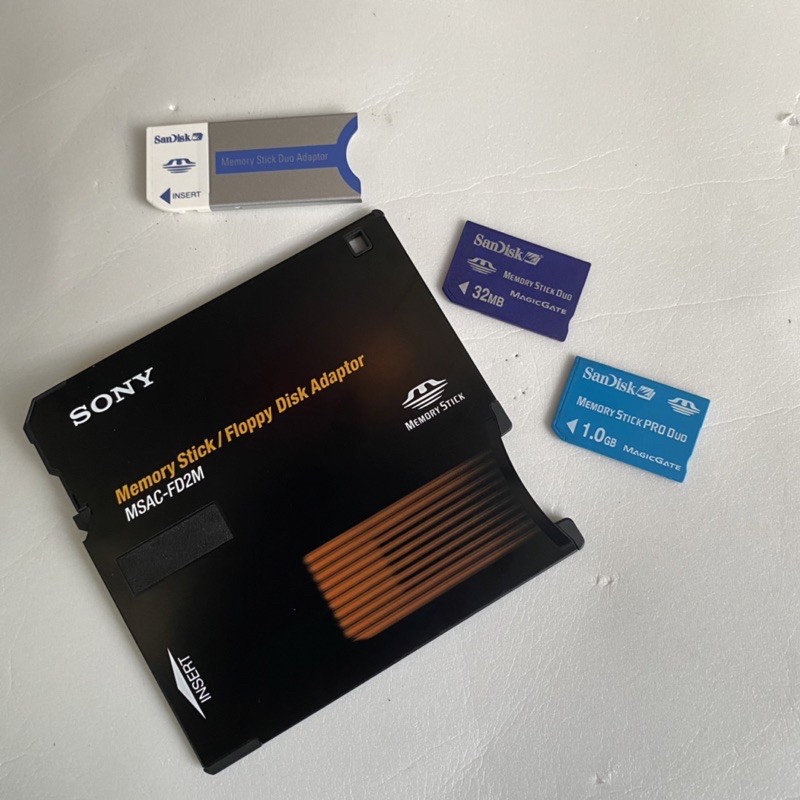 SanDisk
Memory Stick Duo Adaptor
INSERT
SanDisk
MEMORY STICK DUO
32MB MAGICGATE
SanDisk
MEMORY STICK PRO DUO
1.0GB MAGICGATE
SONY
Memory Stick / Floppy Disk Adaptor
MSAC-FD2M
MEMORY STICK
INSERT